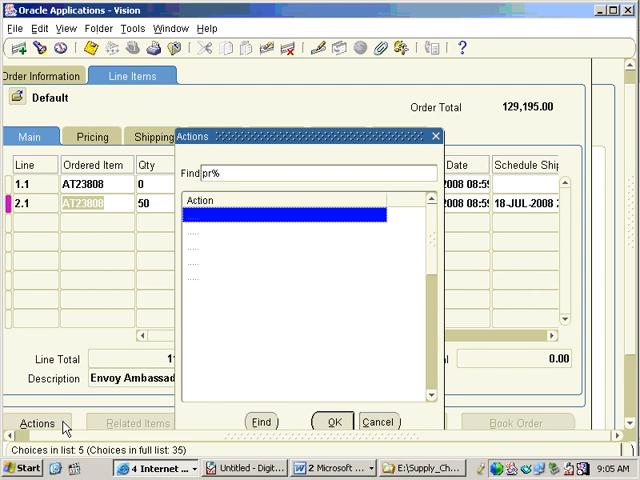 Oracle Applications - Vision
File Edit View Folder Tools Window Help
Order Information Line Items
Default
Order Total 129,195.00
Main Pricing Shipping
Actions
Find pr%
Action
.....
.....
.....
.....
.....
Line Ordered Item Qty Date Schedule Ship
1.1 AT23808 0 2008 08:59
2.1 AT23808 50 2008 08:59 18-JUL-2008 2
Line Total 11 0.00
Description Envoy Ambassad
Find OK Cancel
Actions Related Items Book Order
Choices in list: 5 (Choices in full list: 35)
Start 4 Internet ... Untitled - Digit... 2 Microsoft ... E:\Supply_Ch... 9:05 AM